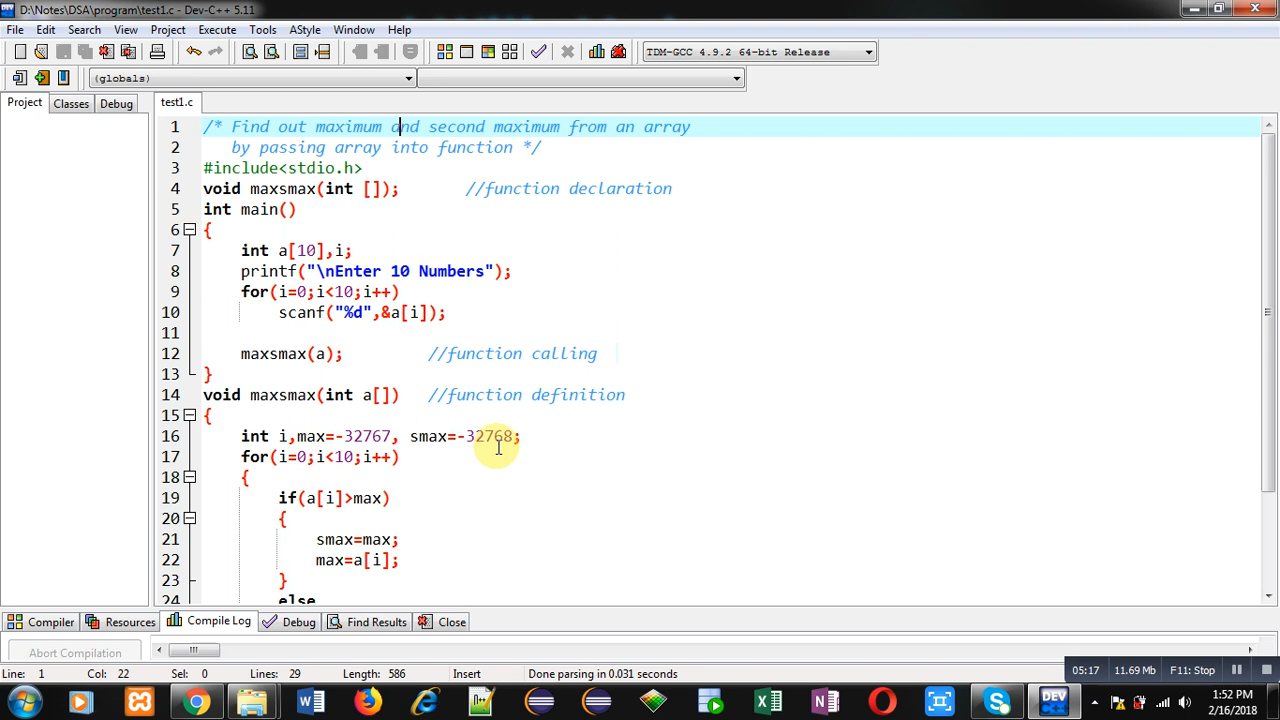 D:\Notes\DSA\program\test1.c - Dev-C++ 5.11
File Edit Search View Project Execute Tools AStyle Window Help
TDM-GCC 4.9.2 64-bit Release
(globals)
Project Classes Debug test1.c
1 /* Find out maximum and second maximum from an array
2 by passing array into function */
3 #include<stdio.h>
4 void maxsmax(int []); //function declaration
5 int main()
6 {
7 int a[10],i;
8 printf("\nEnter 10 Numbers");
9 for(i=0;i<10;i++)
10 scanf("%d",&a[i]);
11
12 maxsmax(a); //function calling
13 }
14 void maxsmax(int a[]) //function definition
15 {
16 int i,max=-32767, smax=-32768;
17 for(i=0;i<10;i++)
18 {
19 if(a[i]>max)
20 {
21 smax=max;
22 max=a[i];
23 }
24 else
Compiler Resources Compile Log Debug Find Results Close
Abort Compilation
Line: 1 Col: 22 Sel: 0 Lines: 29 Length: 586 Insert Done parsing in 0.031 seconds
05:17 11.69 Mb F11: Stop
DEV
1:52 PM
2/16/2018